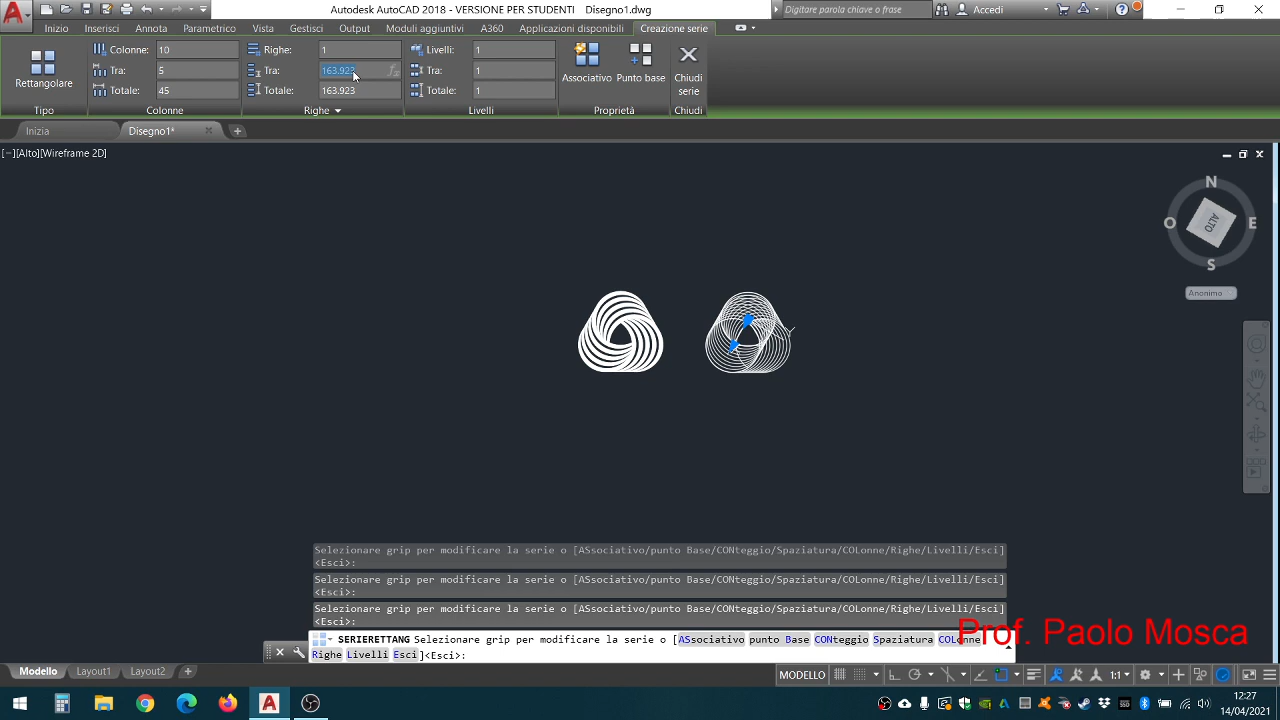 Autodesk AutoCAD 2018 - VERSIONE PER STUDENTI Disegno1.dwg
Digitare parola chiave o frase
Accedi
Inizio Inserisci Annota Parametrico Vista Gestisci Output Moduli aggiuntivi A360 Applicazioni disponibili Creazione serie
Rettangolare
Tipo
Colonne: 10
Tra: 5
Totale: 45
Colonne
Righe: 1
Tra: 163.923
Totale: 163.923
Righe
Livelli: 1
Tra: 1
Totale: 1
Livelli
Associativo Punto base
Proprietà
Chiudi
serie
Chiudi
Inizia Disegno1*
[−][Alto][Wireframe 2D]
N
O ALTO E
S
Anonimo
Selezionare grip per modificare la serie o [ASsociativo/punto Base/CONteggio/Spaziatura/COLonne/Righe/Livelli/Esci]
<Esci>:
Selezionare grip per modificare la serie o [ASsociativo/punto Base/CONteggio/Spaziatura/COLonne/Righe/Livelli/Esci]
<Esci>:
Selezionare grip per modificare la serie o [ASsociativo/punto Base/CONteggio/Spaziatura/COLonne/Righe/Livelli/Esci]
<Esci>:
SERIERETTANG Selezionare grip per modificare la serie o [ASsociativo punto Base CONteggio Spaziatura COLonne
Righe Livelli Esci]<Esci>:
Prof. Paolo Mosca
Modello Layout1 Layout2
MODELLO
1:1
12:27
14/04/2021